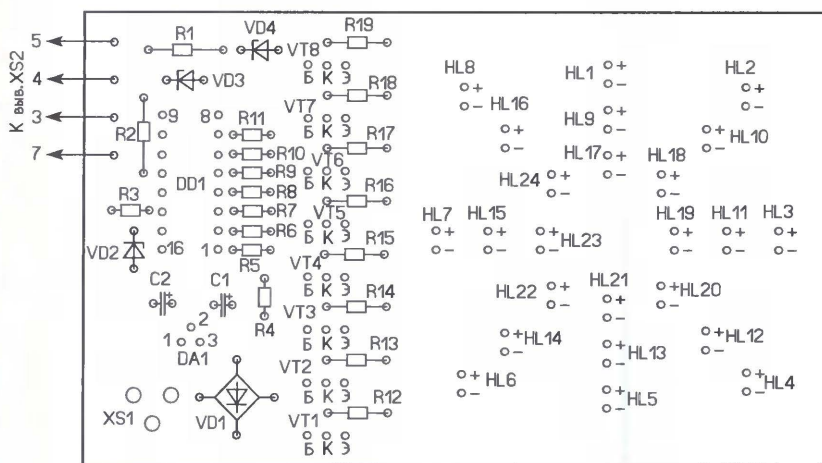 К выв. XS2
5
4
3
7
R1
VD4
VD3
R2
9
8
DD1
16
1
R11
R10
R9
R8
R7
R6
R5
R3
VD2
C2
+
C1
+
R4
1
2
3
DA1
XS1
VD1
VT8
R19
Б К Э
R18
VT7
Б К Э
R17
VT6
Б К Э
R16
VT5
Б К Э
R15
VT4
Б К Э
R14
VT3
Б К Э
R13
VT2
Б К Э
R12
VT1
Б К Э
HL8
+
−
HL1
+
−
HL2
+
−
HL16
+
−
HL9
+
−
HL10
+
−
HL17
+
−
HL18
+
−
HL24
+
−
HL7
+
−
HL15
+
−
HL23
+
−
HL19
+
−
HL11
+
−
HL3
+
−
HL22
+
−
HL21
+
−
HL20
+
−
HL14
+
−
HL13
+
−
HL12
+
−
HL6
+
−
HL5
+
−
HL4
+
−